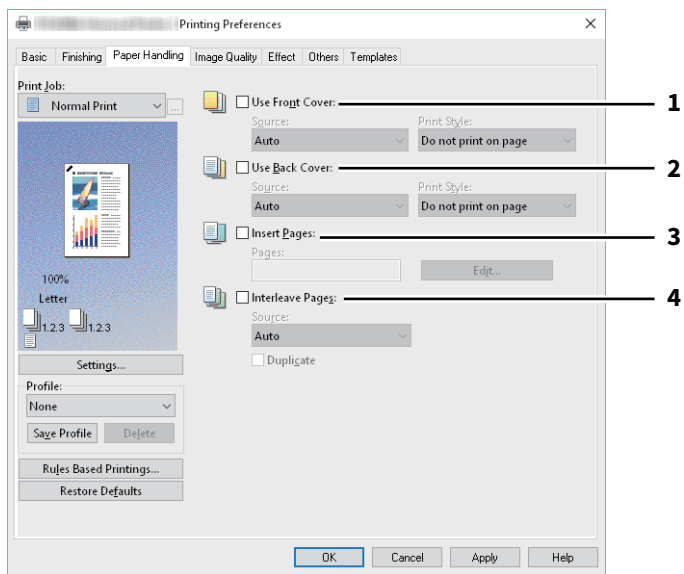 Printing Preferences
Basic Finishing Paper Handling Image Quality Effect Others Templates
Print Job:
Normal Print ...
100%
Letter
1.2.3 1.2.3
Settings...
Profile:
None
Save Profile Delete
Rules Based Printings...
Restore Defaults
Use Front Cover: 1
Source: Print Style:
Auto Do not print on page
Use Back Cover: 2
Source: Print Style:
Auto Do not print on page
Insert Pages: 3
Pages:
Edit...
Interleave Pages: 4
Source:
Auto
Duplicate
OK Cancel Apply Help